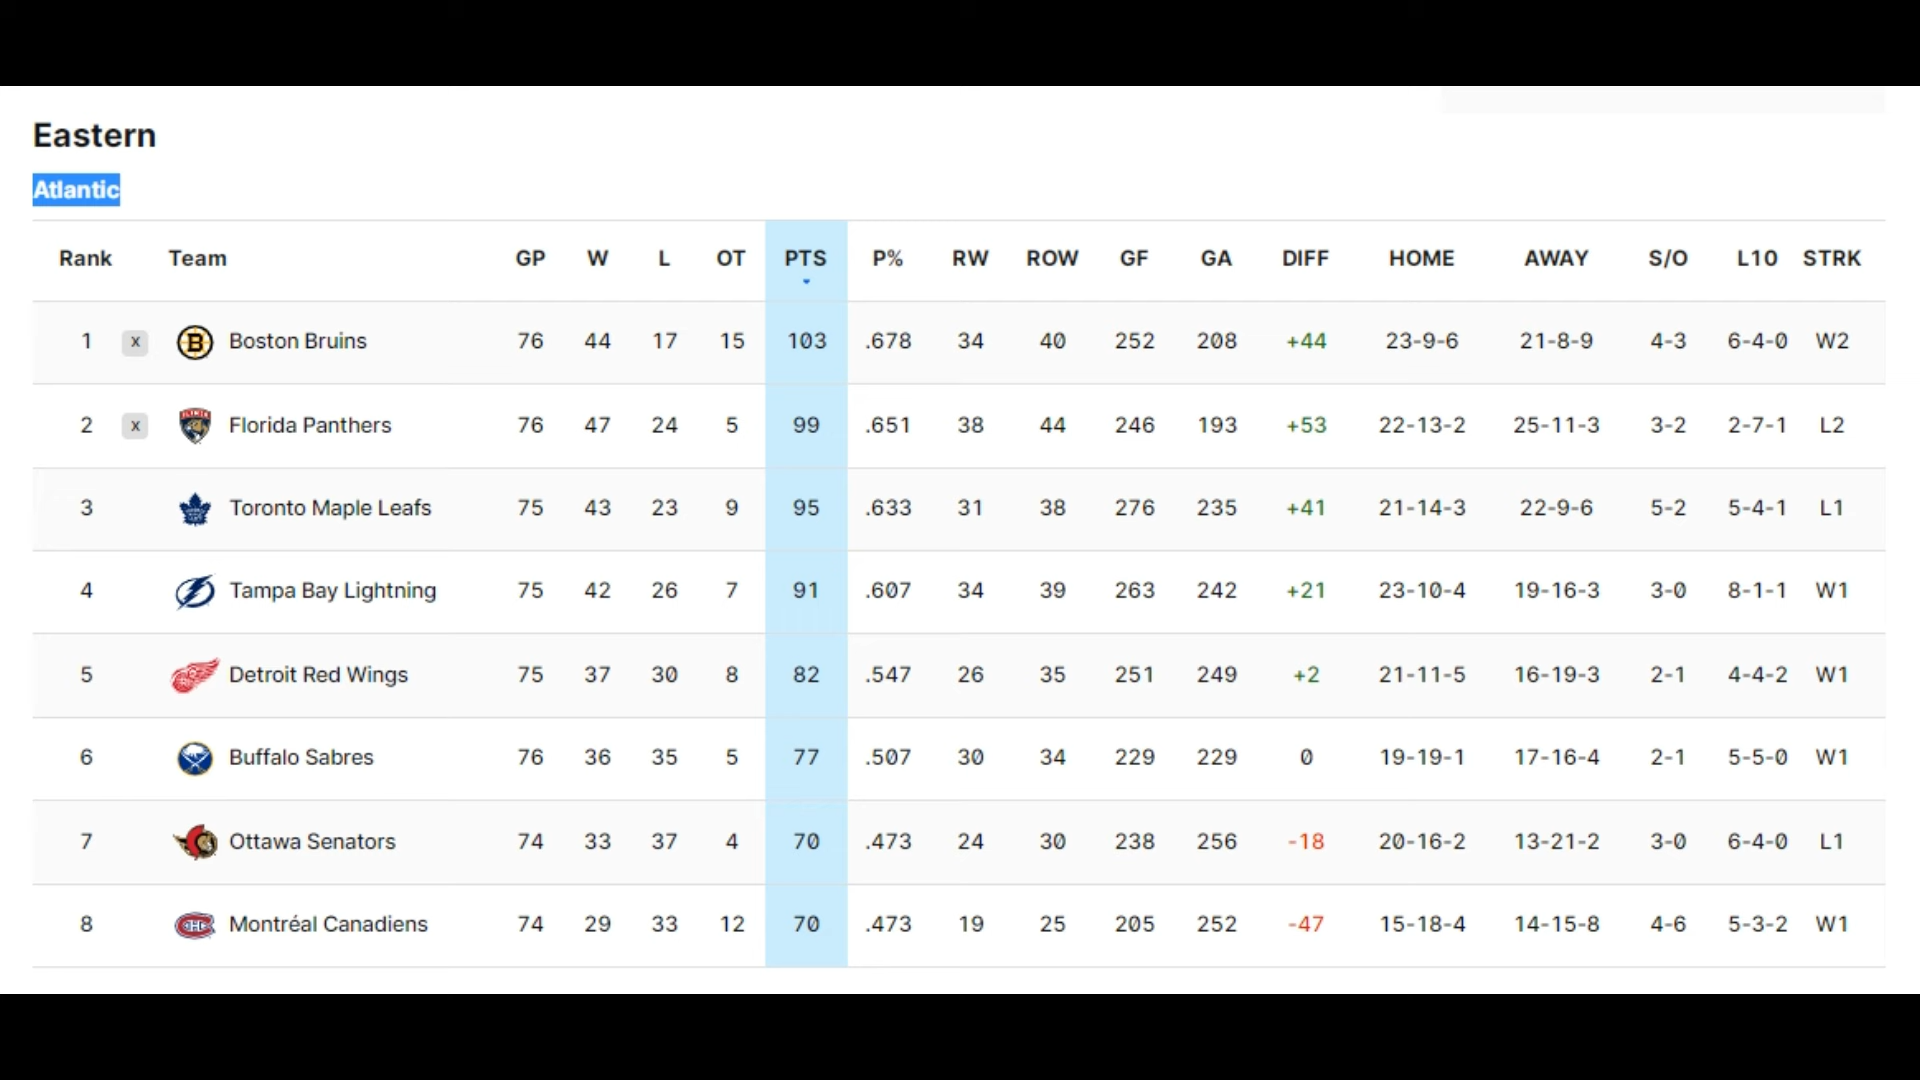 Eastern
Atlantic
Rank Team GP W L OT PTS P% RW ROW GF GA DIFF HOME AWAY S/O L10 STRK
1 x B Boston Bruins 76 44 17 15 103 .678 34 40 252 208 +44 23-9-6 21-8-9 4-3 6-4-0 W2
2 x Florida Panthers 76 47 24 5 99 .651 38 44 246 193 +53 22-13-2 25-11-3 3-2 2-7-1 L2
3 Toronto Maple Leafs 75 43 23 9 95 .633 31 38 276 235 +41 21-14-3 22-9-6 5-2 5-4-1 L1
4 Tampa Bay Lightning 75 42 26 7 91 .607 34 39 263 242 +21 23-10-4 19-16-3 3-0 8-1-1 W1
5 Detroit Red Wings 75 37 30 8 82 .547 26 35 251 249 +2 21-11-5 16-19-3 2-1 4-4-2 W1
6 Buffalo Sabres 76 36 35 5 77 .507 30 34 229 229 0 19-19-1 17-16-4 2-1 5-5-0 W1
7 Ottawa Senators 74 33 37 4 70 .473 24 30 238 256 -18 20-16-2 13-21-2 3-0 6-4-0 L1
8 Montréal Canadiens 74 29 33 12 70 .473 19 25 205 252 -47 15-18-4 14-15-8 4-6 5-3-2 W1